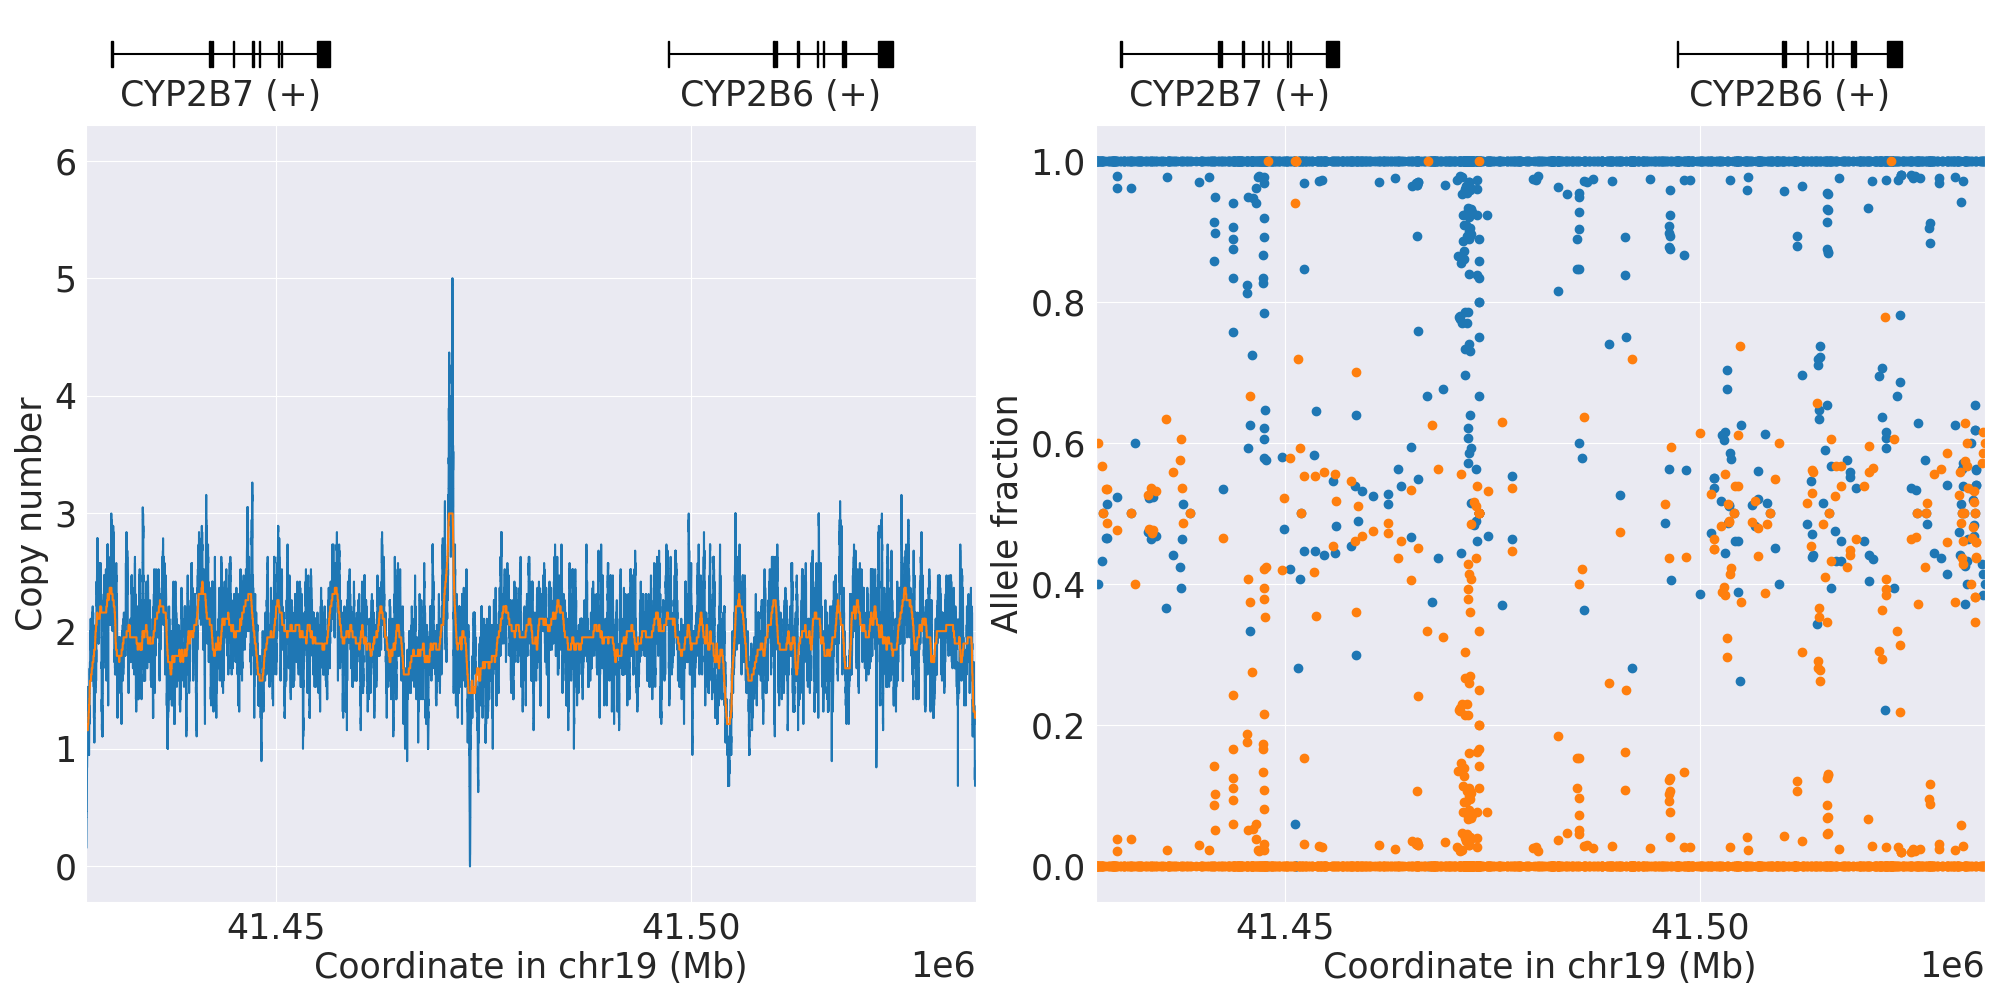 CYP2B7 (+)
CYP2B6 (+)
6
5
4
3
2
1
0
Copy number
41.45
41.50
Coordinate in chr19 (Mb)
1e6
CYP2B7 (+)
CYP2B6 (+)
1.0
0.8
0.6
0.4
0.2
0.0
Allele fraction
41.45
41.50
Coordinate in chr19 (Mb)
1e6